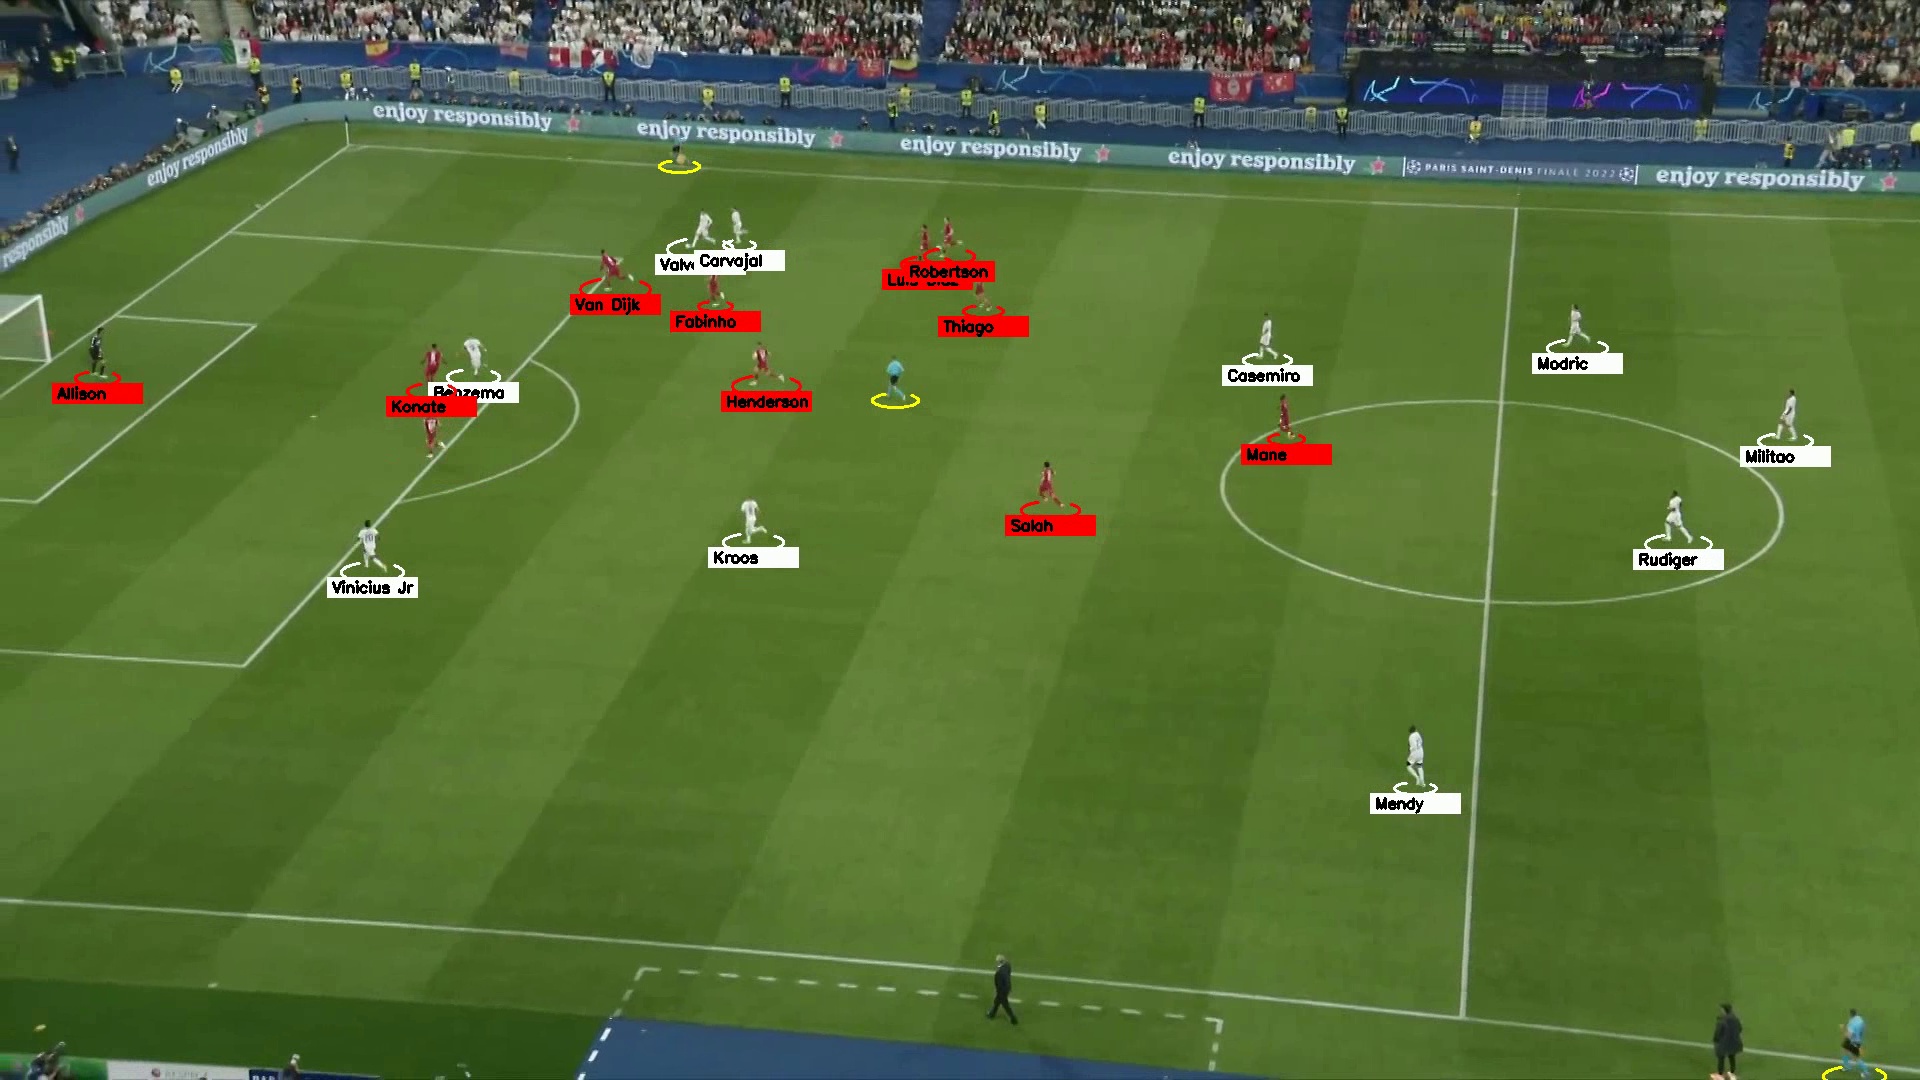 enjoy responsibly
enjoy responsibly
enjoy responsibly
enjoy responsibly
PARIS SAINT-DENIS FINALE 2022
enjoy responsibly
enjoy responsibly
responsibly
Carvajal
Robertson
Van Dijk
Fabinho
Thiago
Modric
Casemiro
Allison
Benzema
Konate
Henderson
Mane
Militao
Salah
Kroos
Rudiger
Vinicius Jr
Mendy